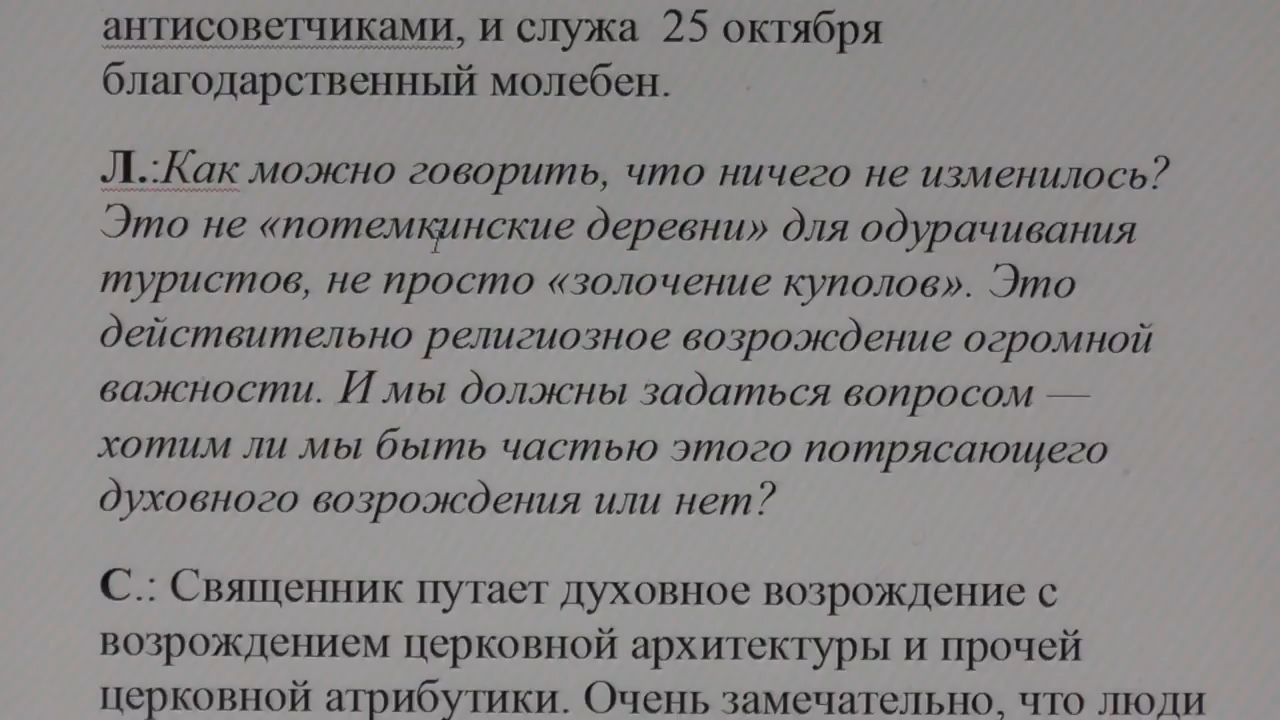 антисоветчиками, и служа 25 октября
благодарственный молебен.
Л.:Как можно говорить, что ничего не изменилось?
Это не «потемкинские деревни» для одурачивания
туристов, не просто «золочение куполов». Это
действительно религиозное возрождение огромной
важности. И мы должны задаться вопросом —
хотим ли мы быть частью этого потрясающего
духовного возрождения или нет?
С.: Священник путает духовное возрождение с
возрождением церковной архитектуры и прочей
церковной атрибутики. Очень замечательно, что люди